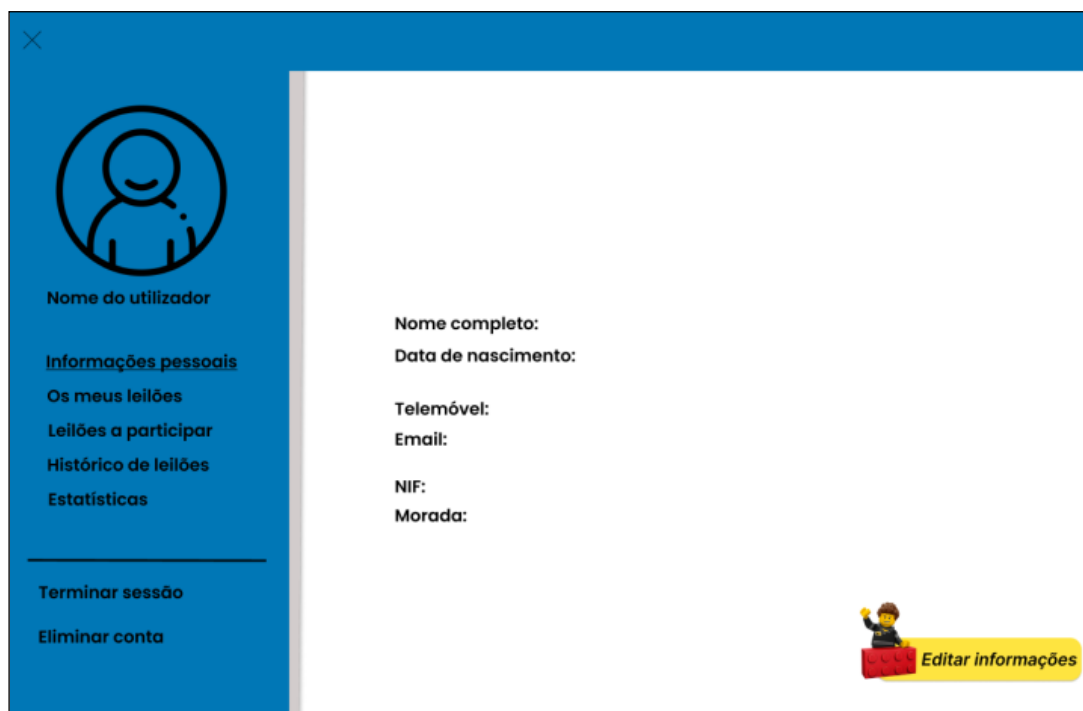 Nome do utilizador
Informações pessoais
Os meus leilões
Leilões a participar
Histórico de leilões
Estatísticas
Terminar sessão
Eliminar conta
Nome completo:
Data de nascimento:
Telemóvel:
Email:
NIF:
Morada:
Editar informações